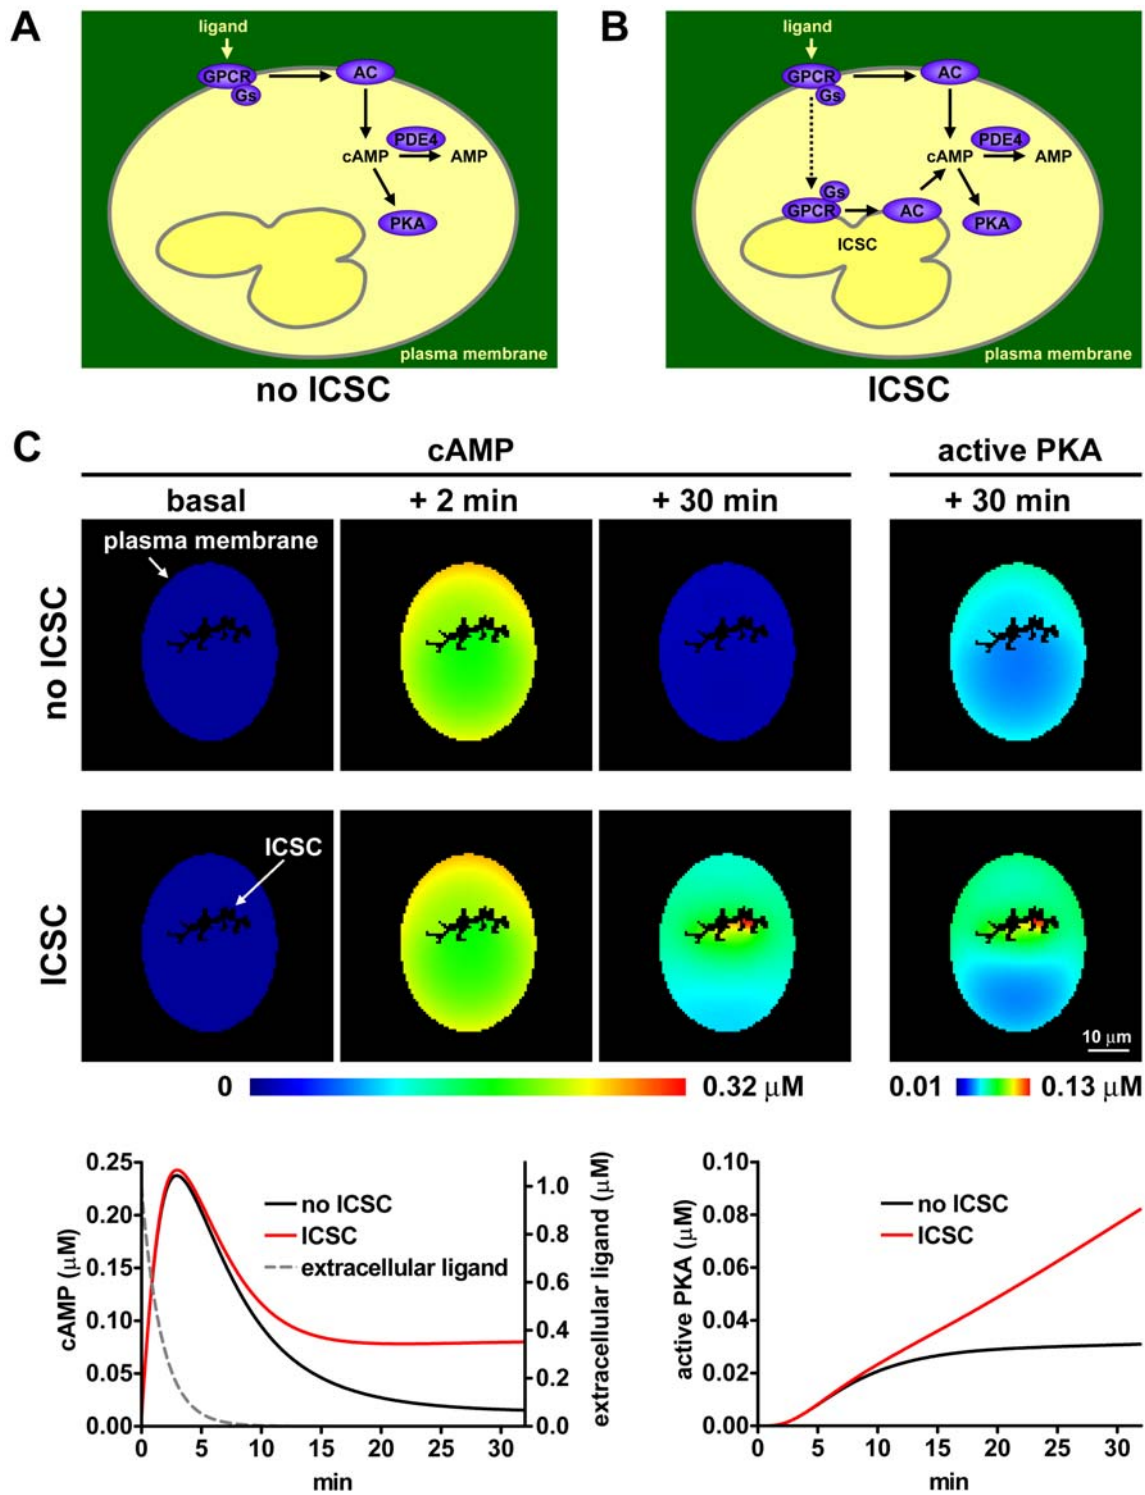 A
ligand
GPCR
Gs
AC
PDE4
cAMP
AMP
PKA
plasma membrane
no ICSC
B
ligand
GPCR
Gs
AC
PDE4
cAMP
AMP
Gs
GPCR
AC
PKA
ICSC
plasma membrane
ICSC
C
cAMP
active PKA
basal
+ 2 min
+ 30 min
+ 30 min
no ICSC
plasma membrane
ICSC
ICSC
10 μm
0
0.32 μM
0.01
0.13 μM
cAMP (μM)
0.25
0.20
0.15
0.10
0.05
0.00
0 5 10 15 20 25 30
min
no ICSC
ICSC
extracellular ligand
1.0
0.8
0.6
0.4
0.2
0.0
extracellular ligand (μM)
active PKA (μM)
0.10
0.08
0.06
0.04
0.02
0.00
0 5 10 15 20 25 30
min
no ICSC
ICSC